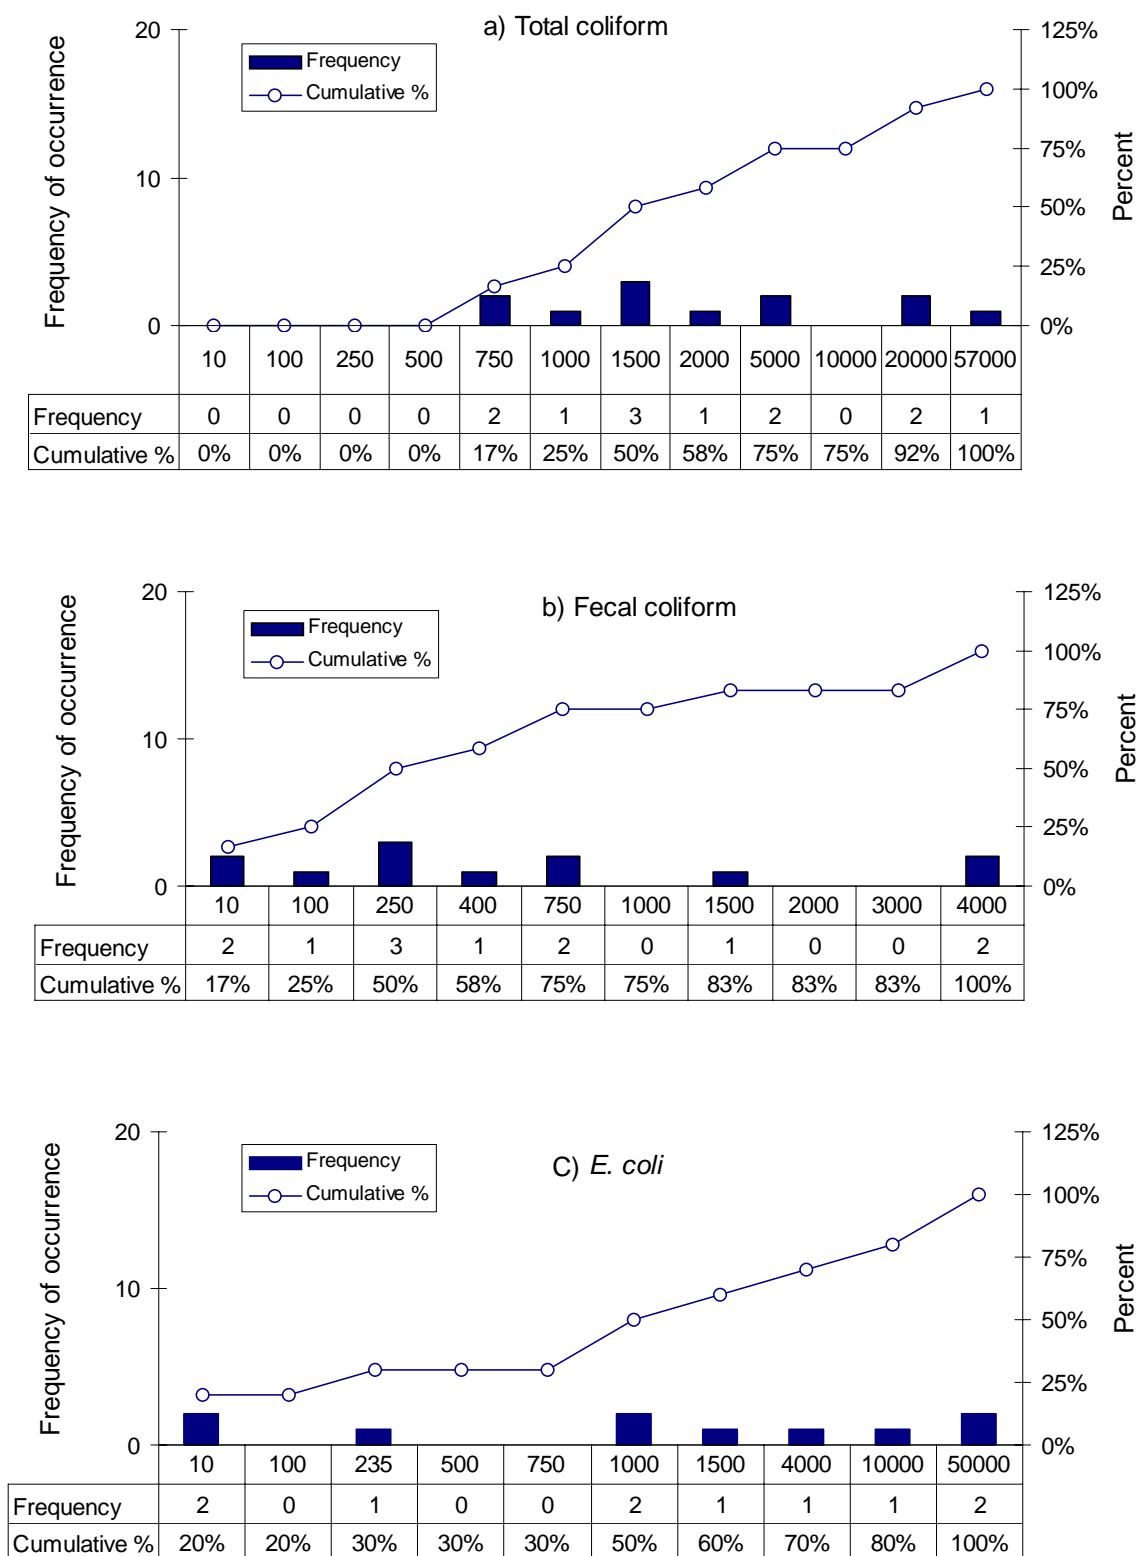 a) Total coliform
20
10
0
Frequency of occurrence
Frequency
Cumulative %
125%
100%
75%
50%
25%
0%
Percent
10 100 250 500 750 1000 1500 2000 5000 10000 20000 57000
Frequency 0 0 0 0 2 1 3 1 2 0 2 1
Cumulative % 0% 0% 0% 0% 17% 25% 50% 58% 75% 75% 92% 100%
b) Fecal coliform
20
10
0
Frequency of occurrence
Frequency
Cumulative %
125%
100%
75%
50%
25%
0%
Percent
10 100 250 400 750 1000 1500 2000 3000 4000
Frequency 2 1 3 1 2 0 1 0 0 2
Cumulative % 17% 25% 50% 58% 75% 75% 83% 83% 83% 100%
C) E. coli
20
10
0
Frequency of occurrence
Frequency
Cumulative %
125%
100%
75%
50%
25%
0%
Percent
10 100 235 500 750 1000 1500 4000 10000 50000
Frequency 2 0 1 0 0 2 1 1 1 2
Cumulative % 20% 20% 30% 30% 30% 50% 60% 70% 80% 100%